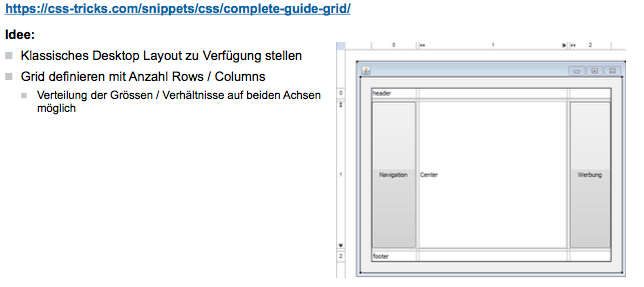 https://css-tricks.com/snippets/css/complete-guide-grid/
Idee:
Klassisches Desktop Layout zu Verfügung stellen
Grid definieren mit Anzahl Rows / Columns
Verteilung der Grössen / Verhältnisse auf beiden Achsen
möglich
0 1 2
0
header
1
Navigation Center Werbung
2
footer